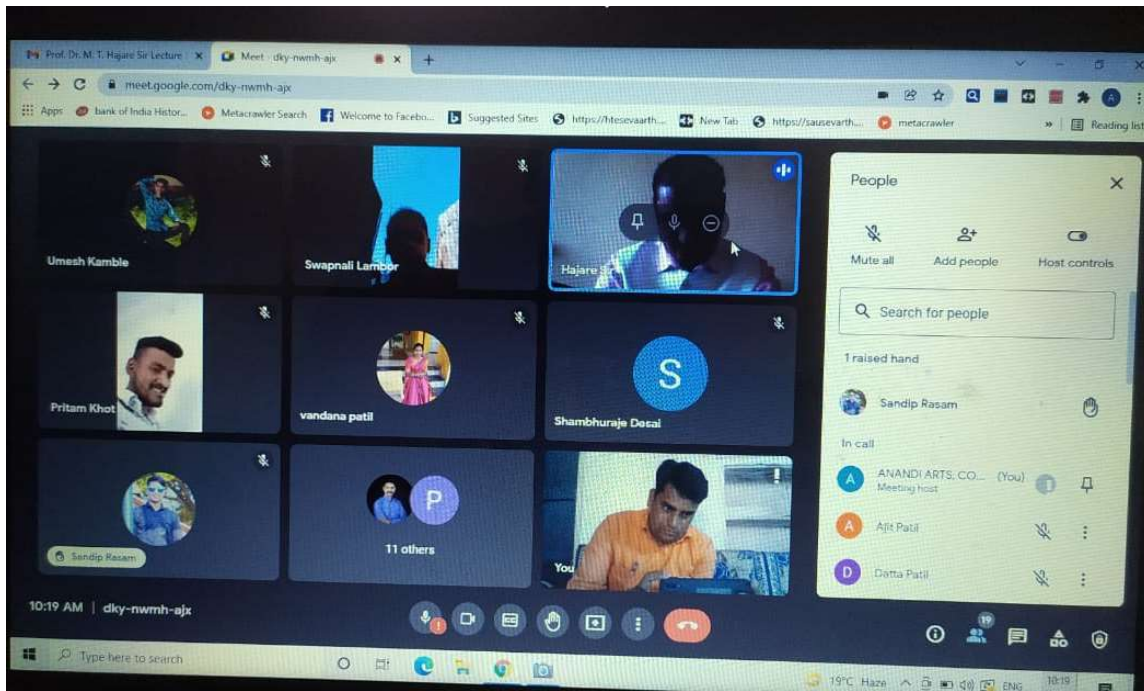 Prof. Dr. M. T. Hajare Sir Lecture
Meet - dky-nwmh-ajx
meet.google.com/dky-nwmh-ajx
Apps
bank of India Histor...
Metacrawler Search
Welcome to Facebo...
Suggested Sites
https://htesevaarth...
New Tab
https://sausevarth...
metacrawler
Reading list
Umesh Kamble
Swapnali Lambor
Hajare
Pritam Khot
vandana patil
S
Shambhuraje Desai
Sandip Rasam
P
11 others
You
People
Mute all
Add people
Host controls
Search for people
1 raised hand
Sandip Rasam
In call
A
ANANDI ARTS, CO... (You)
Meeting host
A
Ajit Patil
D
Datta Patil
10:19 AM | dky-nwmh-ajx
19
Type here to search
19°C Haze
ENG
10:19